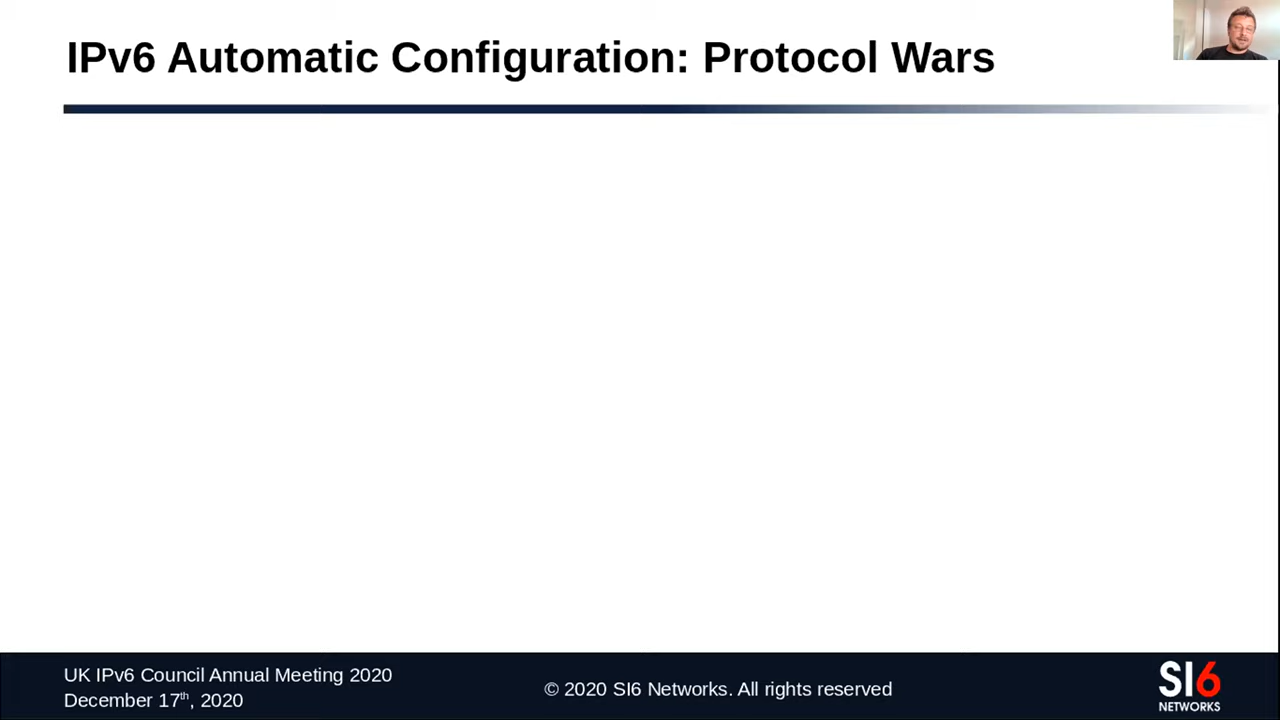 IPv6 Automatic Configuration: Protocol Wars
UK IPv6 Council Annual Meeting 2020
December 17th, 2020
© 2020 SI6 Networks. All rights reserved
SI6
NETWORKS